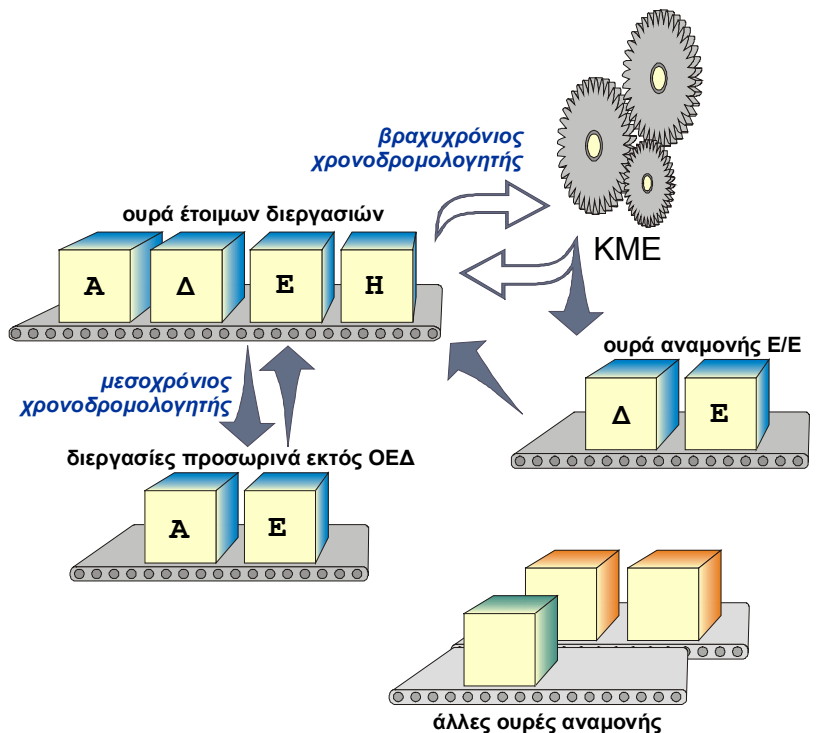 βραχυχρόνιος
χρονοδρομολογητής
ουρά έτοιμων διεργασιών
Α Δ Ε Η
ΚΜΕ
ουρά αναμονής Ε/Ε
Δ Ε
μεσοχρόνιος
χρονοδρομολογητής
διεργασίες προσωρινά εκτός ΟΕΔ
Α Ε
άλλες ουρές αναμονής